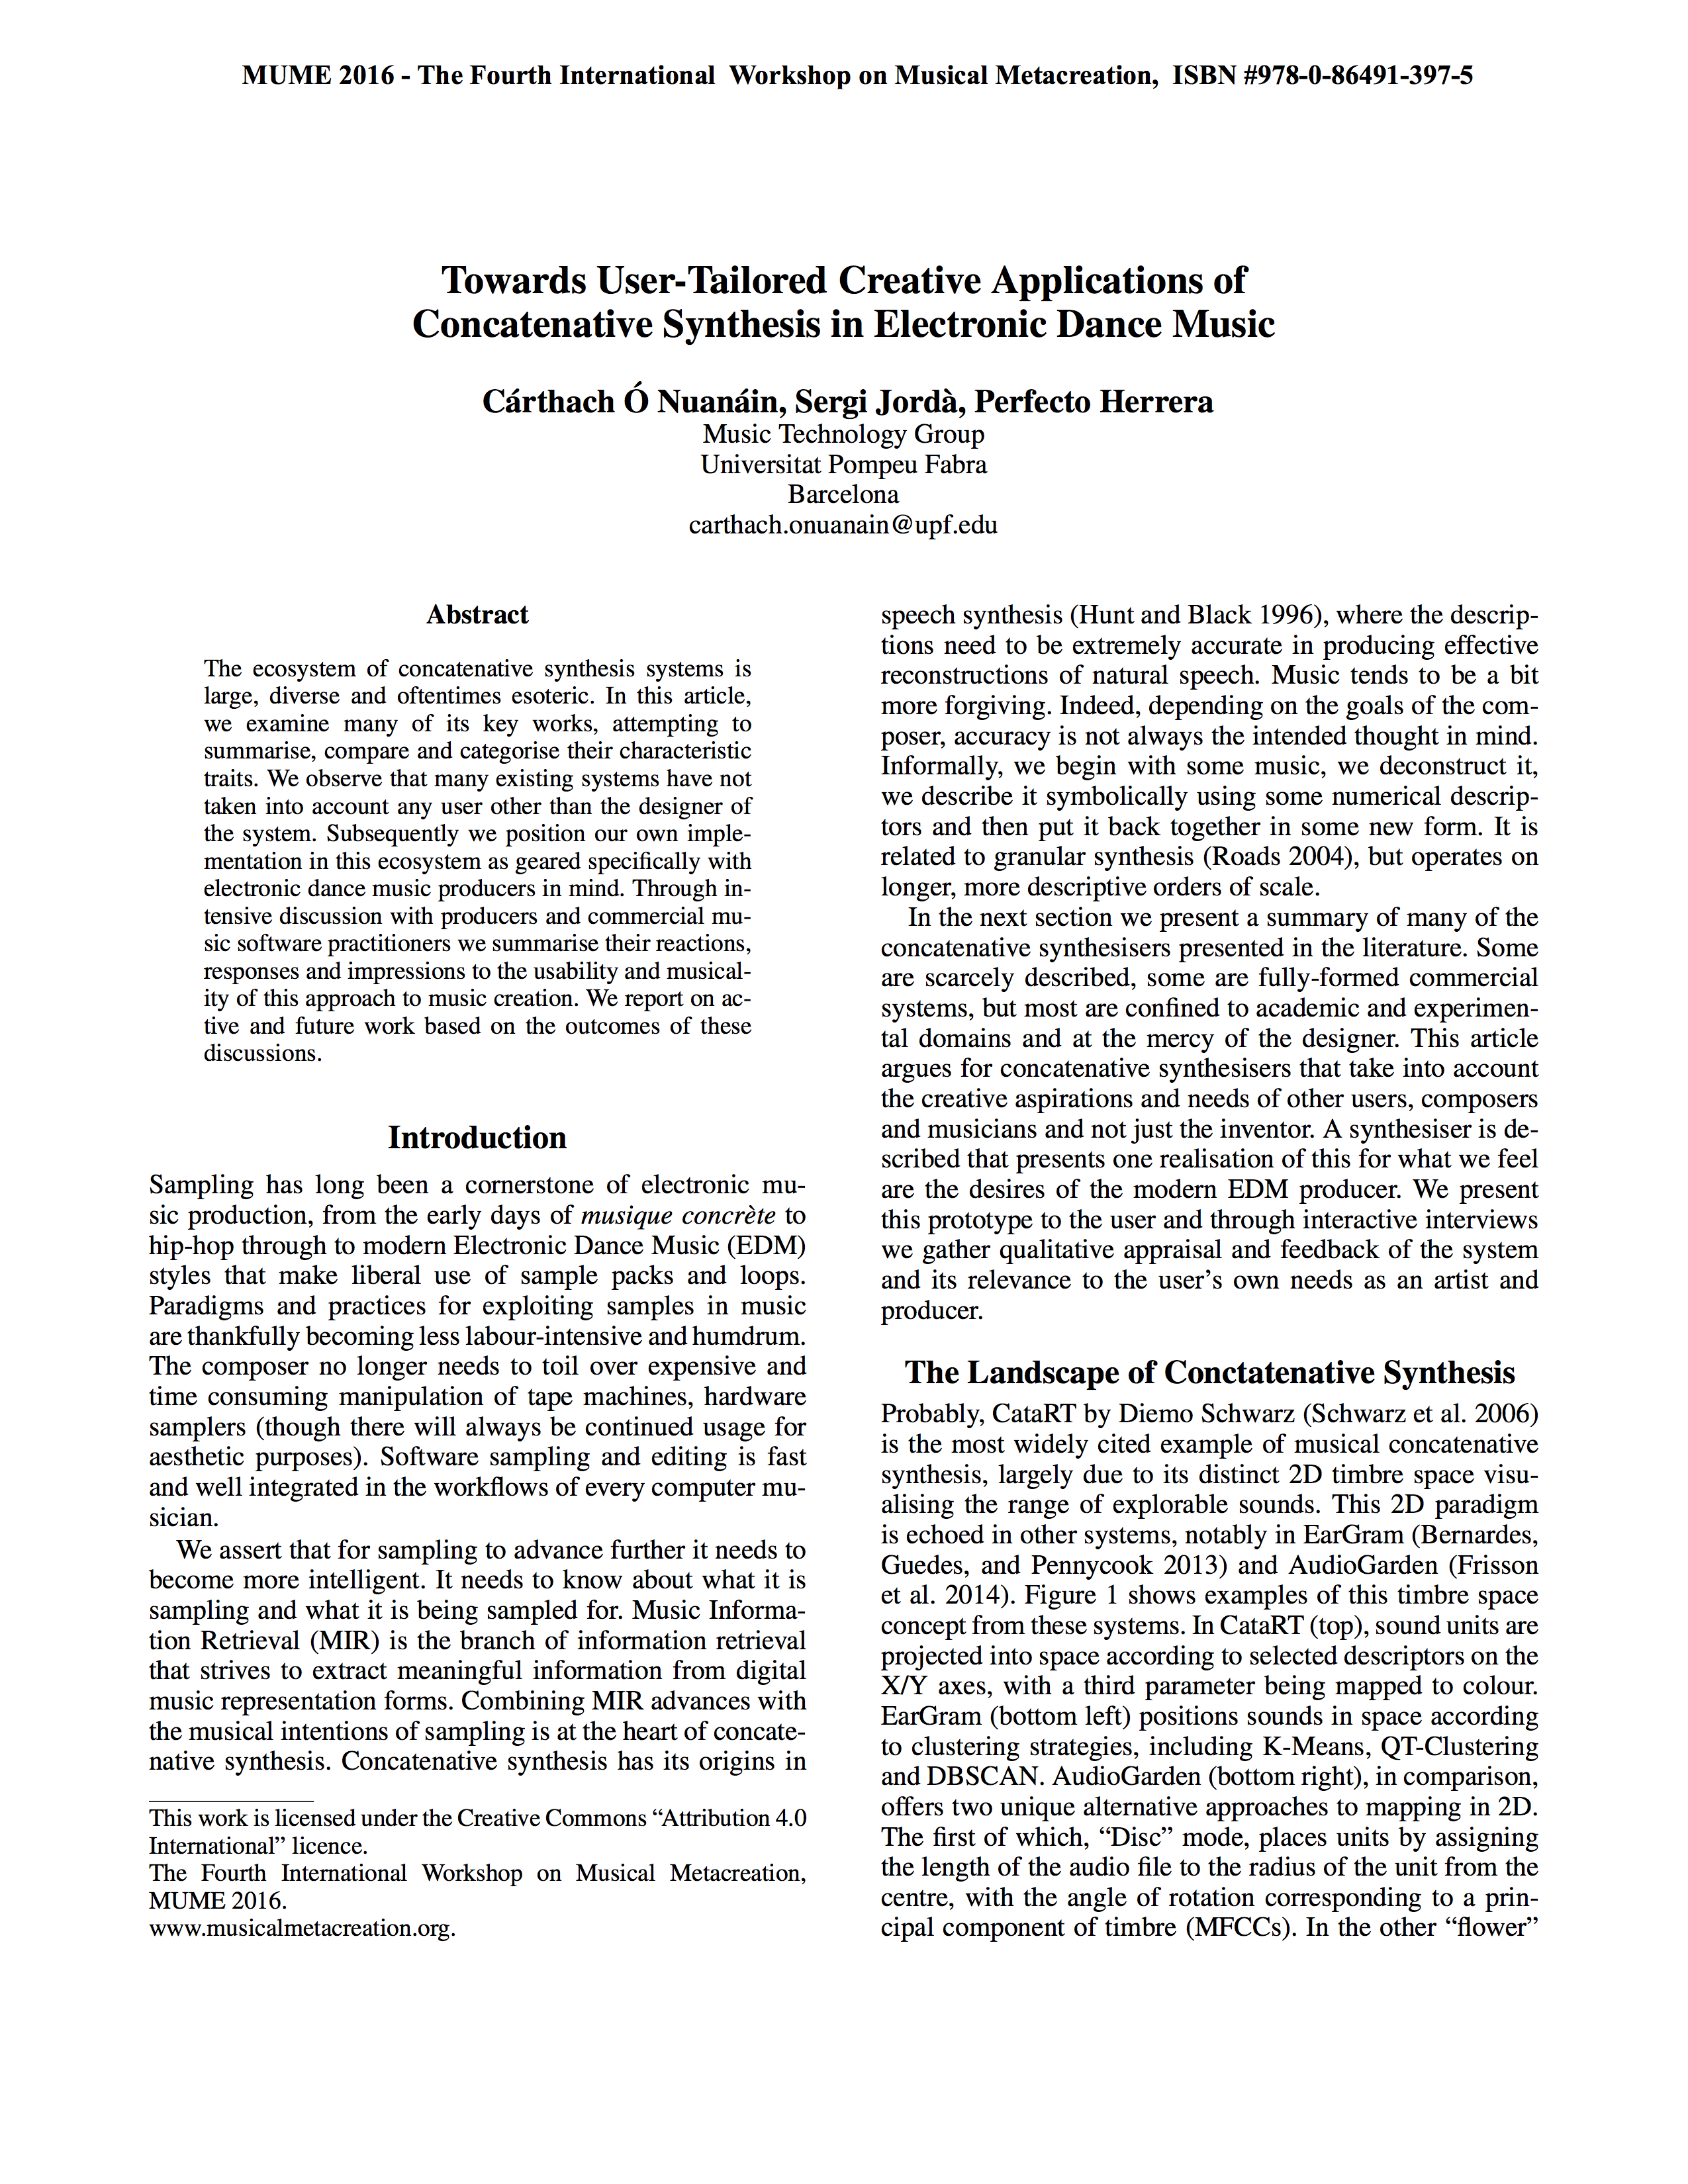 MUME 2016 - The Fourth International Workshop on Musical Metacreation, ISBN #978-0-86491-397-5
Towards User-Tailored Creative Applications of
Concatenative Synthesis in Electronic Dance Music
Cárthach Ó Nuanáin, Sergi Jordà, Perfecto Herrera
Music Technology Group
Universitat Pompeu Fabra
Barcelona
carthach.onuanain@upf.edu
Abstract
The ecosystem of concatenative synthesis systems is
large, diverse and oftentimes esoteric. In this article,
we examine many of its key works, attempting to
summarise, compare and categorise their characteristic
traits. We observe that many existing systems have not
taken into account any user other than the designer of
the system. Subsequently we position our own imple-
mentation in this ecosystem as geared specifically with
electronic dance music producers in mind. Through in-
tensive discussion with producers and commercial mu-
sic software practitioners we summarise their reactions,
responses and impressions to the usability and musical-
ity of this approach to music creation. We report on ac-
tive and future work based on the outcomes of these
discussions.
Introduction
Sampling has long been a cornerstone of electronic mu-
sic production, from the early days of musique concrète to
hip-hop through to modern Electronic Dance Music (EDM)
styles that make liberal use of sample packs and loops.
Paradigms and practices for exploiting samples in music
are thankfully becoming less labour-intensive and humdrum.
The composer no longer needs to toil over expensive and
time consuming manipulation of tape machines, hardware
samplers (though there will always be continued usage for
aesthetic purposes). Software sampling and editing is fast
and well integrated in the workflows of every computer mu-
sician.
We assert that for sampling to advance further it needs to
become more intelligent. It needs to know about what it is
sampling and what it is being sampled for. Music Informa-
tion Retrieval (MIR) is the branch of information retrieval
that strives to extract meaningful information from digital
music representation forms. Combining MIR advances with
the musical intentions of sampling is at the heart of concate-
native synthesis. Concatenative synthesis has its origins in
This work is licensed under the Creative Commons “Attribution 4.0
International” licence.
The Fourth International Workshop on Musical Metacreation,
MUME 2016.
www.musicalmetacreation.org.
speech synthesis (Hunt and Black 1996), where the descrip-
tions need to be extremely accurate in producing effective
reconstructions of natural speech. Music tends to be a bit
more forgiving. Indeed, depending on the goals of the com-
poser, accuracy is not always the intended thought in mind.
Informally, we begin with some music, we deconstruct it,
we describe it symbolically using some numerical descrip-
tors and then put it back together in some new form. It is
related to granular synthesis (Roads 2004), but operates on
longer, more descriptive orders of scale.
In the next section we present a summary of many of the
concatenative synthesisers presented in the literature. Some
are scarcely described, some are fully-formed commercial
systems, but most are confined to academic and experimen-
tal domains and at the mercy of the designer. This article
argues for concatenative synthesisers that take into account
the creative aspirations and needs of other users, composers
and musicians and not just the inventor. A synthesiser is de-
scribed that presents one realisation of this for what we feel
are the desires of the modern EDM producer. We present
this prototype to the user and through interactive interviews
we gather qualitative appraisal and feedback of the system
and its relevance to the user’s own needs as an artist and
producer.
The Landscape of Conctatenative Synthesis
Probably, CataRT by Diemo Schwarz (Schwarz et al. 2006)
is the most widely cited example of musical concatenative
synthesis, largely due to its distinct 2D timbre space visu-
alising the range of explorable sounds. This 2D paradigm
is echoed in other systems, notably in EarGram (Bernardes,
Guedes, and Pennycook 2013) and AudioGarden (Frisson
et al. 2014). Figure 1 shows examples of this timbre space
concept from these systems. In CataRT (top), sound units are
projected into space according to selected descriptors on the
X/Y axes, with a third parameter being mapped to colour.
EarGram (bottom left) positions sounds in space according
to clustering strategies, including K-Means, QT-Clustering
and DBSCAN. AudioGarden (bottom right), in comparison,
offers two unique alternative approaches to mapping in 2D.
The first of which, “Disc” mode, places units by assigning
the length of the audio file to the radius of the unit from the
centre, with the angle of rotation corresponding to a prin-
cipal component of timbre (MFCCs). In the other “flower”